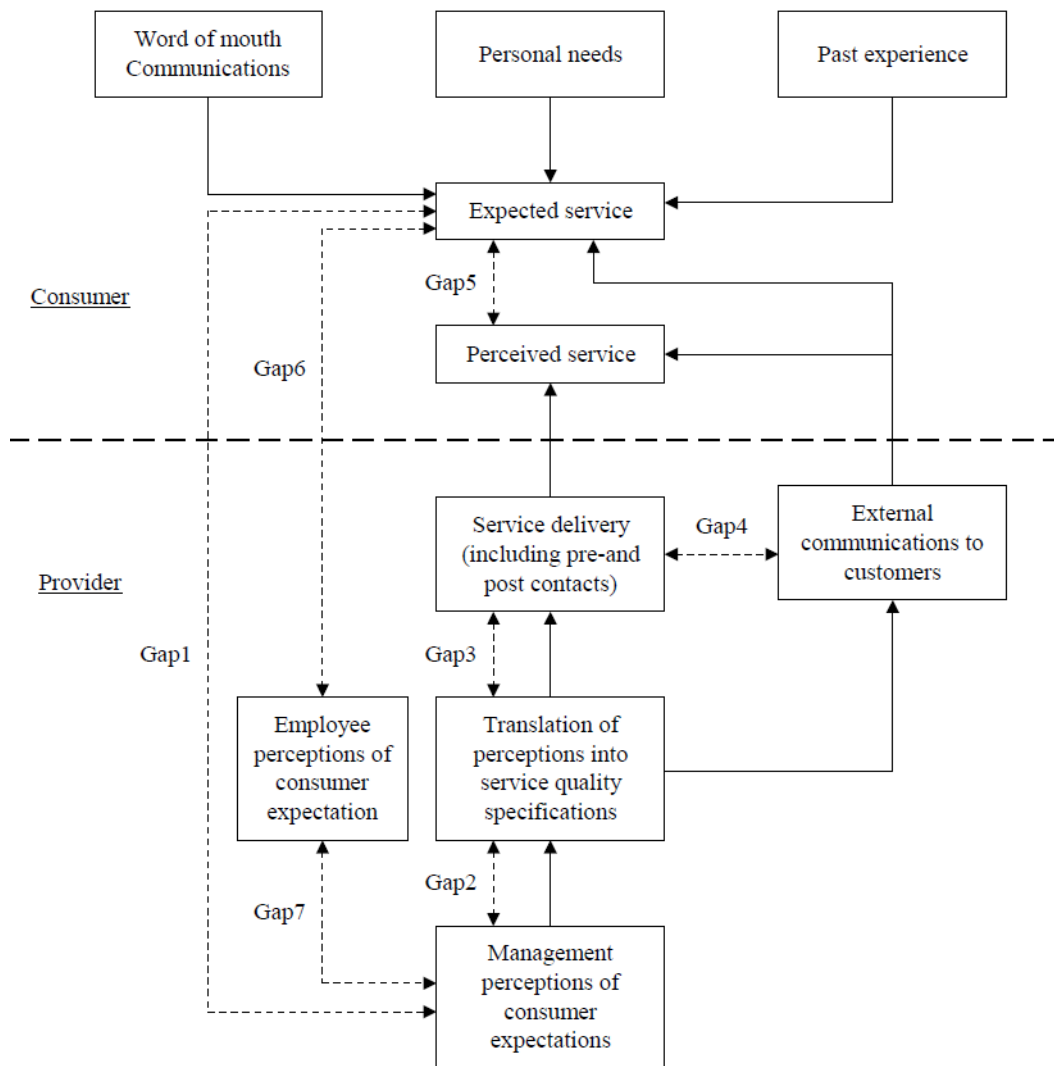 Word of mouth
Communications
Personal needs
Past experience
Expected service
Gap5
Consumer
Perceived service
Gap6
Service delivery
(including pre-and
post contacts)
Gap4
External
communications to
customers
Provider
Gap1
Gap3
Employee
perceptions of
consumer
expectation
Translation of
perceptions into
service quality
specifications
Gap2
Gap7
Management
perceptions of
consumer
expectations